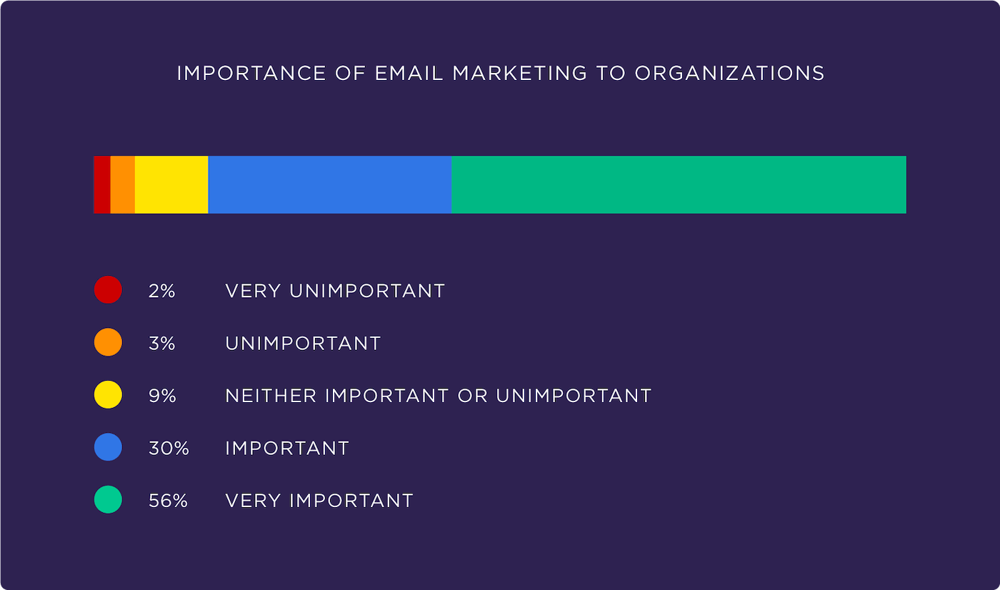 IMPORTANCE OF EMAIL MARKETING TO ORGANIZATIONS
2% VERY UNIMPORTANT
3% UNIMPORTANT
9% NEITHER IMPORTANT OR UNIMPORTANT
30% IMPORTANT
56% VERY IMPORTANT